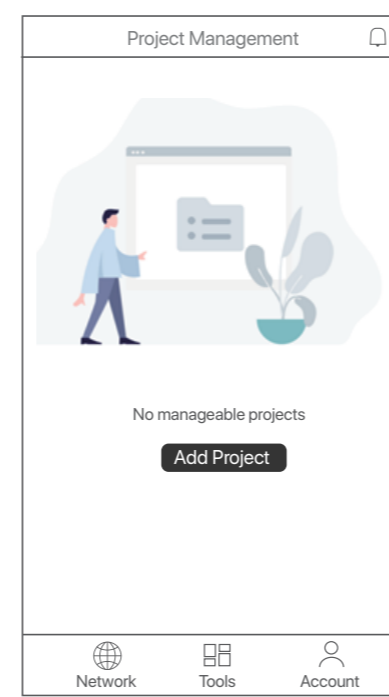 Project Management
No manageable projects
Add Project
Network Tools Account